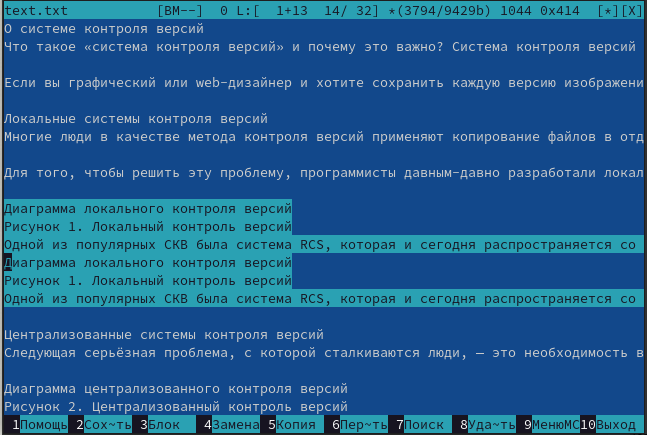 text.txt [BM--] 0 L:[ 1+13 14/ 32] *(3794/9429b) 1044 0x414 [*][X]
О системе контроля версий
Что такое «система контроля версий» и почему это важно? Система контроля версий
Если вы графический или web-дизайнер и хотите сохранить каждую версию изображени
Локальные системы контроля версий
Многие люди в качестве метода контроля версий применяют копирование файлов в отд
Для того, чтобы решить эту проблему, программисты давным-давно разработали локал
Диаграмма локального контроля версий
Рисунок 1. Локальный контроль версий
Одной из популярных СКВ была система RCS, которая и сегодня распространяется со
Диаграмма локального контроля версий
Рисунок 1. Локальный контроль версий
Одной из популярных СКВ была система RCS, которая и сегодня распространяется со
Централизованные системы контроля версий
Следующая серьёзная проблема, с которой сталкиваются люди, — это необходимость в
Диаграмма централизованного контроля версий
Рисунок 2. Централизованный контроль версий
1Помощь 2Сох~ть 3Блок 4Замена 5Копия 6Пер~ть 7Поиск 8Уда~ть 9МенюMC 10Выход